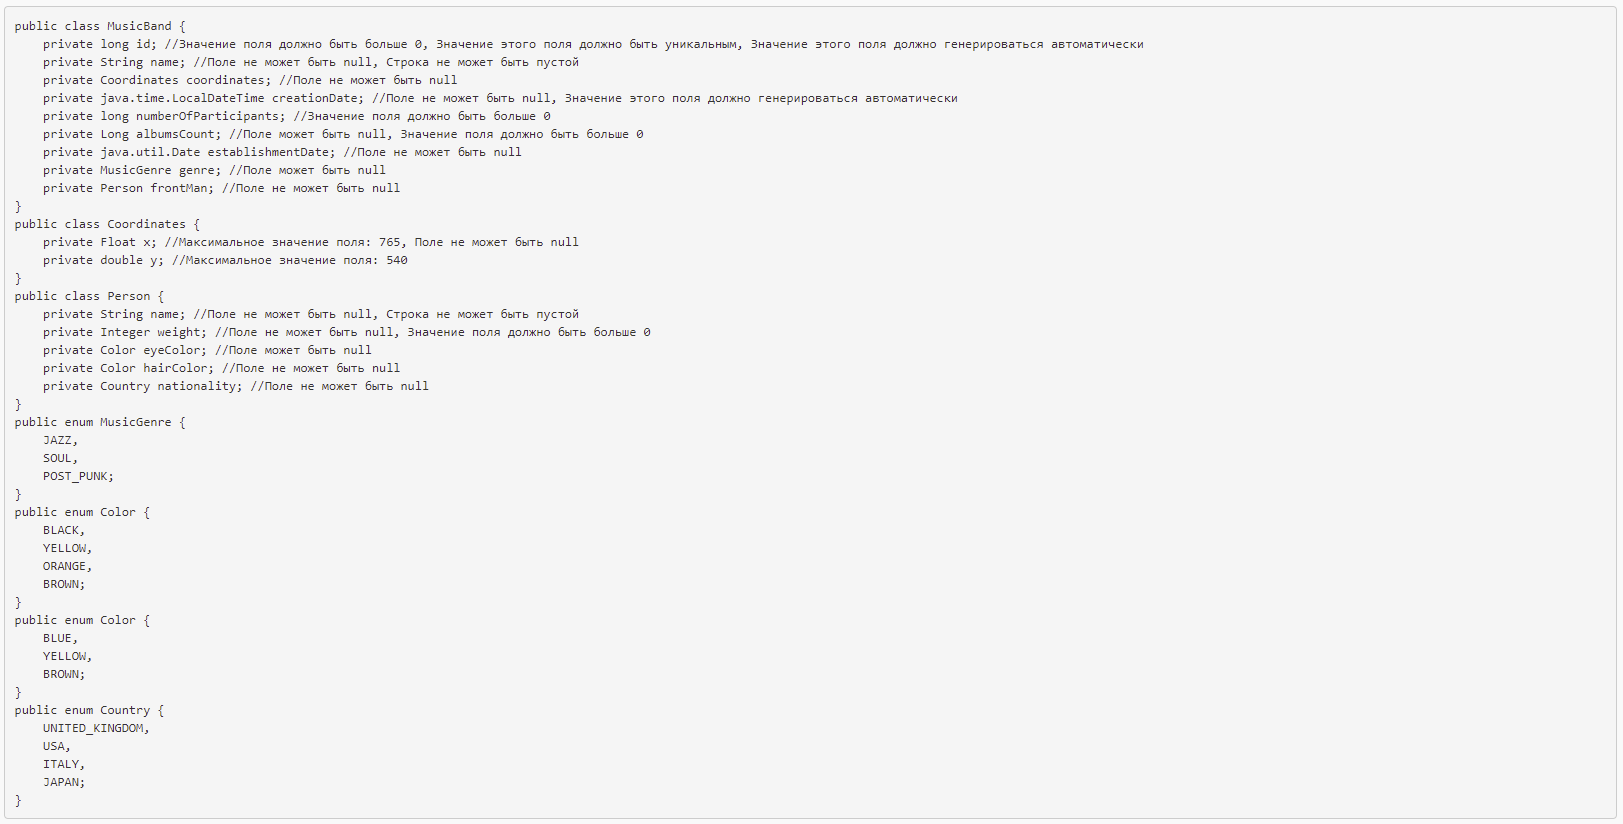 public class MusicBand {
    private long id; //Значение поля должно быть больше 0, Значение этого поля должно быть уникальным, Значение этого поля должно генерироваться автоматически
    private String name; //Поле не может быть null, Строка не может быть пустой
    private Coordinates coordinates; //Поле не может быть null
    private java.time.LocalDateTime creationDate; //Поле не может быть null, Значение этого поля должно генерироваться автоматически
    private long numberOfParticipants; //Значение поля должно быть больше 0
    private Long albumsCount; //Поле может быть null, Значение поля должно быть больше 0
    private java.util.Date establishmentDate; //Поле не может быть null
    private MusicGenre genre; //Поле может быть null
    private Person frontMan; //Поле не может быть null
}
public class Coordinates {
    private Float x; //Максимальное значение поля: 765, Поле не может быть null
    private double y; //Максимальное значение поля: 540
}
public class Person {
    private String name; //Поле не может быть null, Строка не может быть пустой
    private Integer weight; //Поле не может быть null, Значение поля должно быть больше 0
    private Color eyeColor; //Поле может быть null
    private Color hairColor; //Поле не может быть null
    private Country nationality; //Поле не может быть null
}
public enum MusicGenre {
    JAZZ,
    SOUL,
    POST_PUNK;
}
public enum Color {
    BLACK,
    YELLOW,
    ORANGE,
    BROWN;
}
public enum Color {
    BLUE,
    YELLOW,
    BROWN;
}
public enum Country {
    UNITED_KINGDOM,
    USA,
    ITALY,
    JAPAN;
}